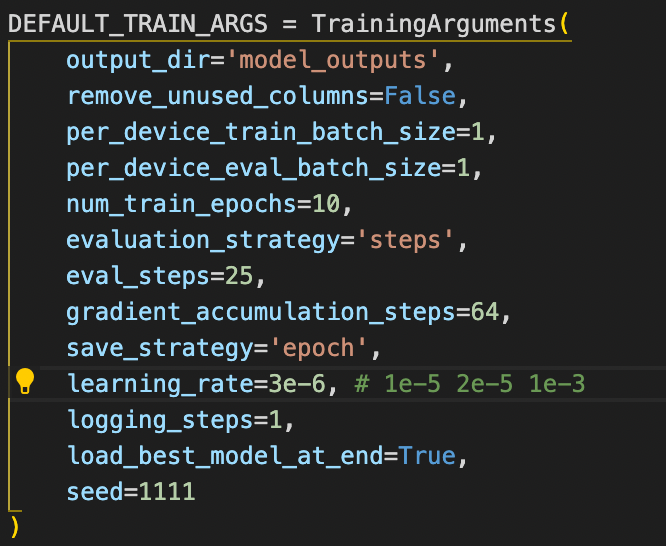 DEFAULT_TRAIN_ARGS = TrainingArguments(
    output_dir='model_outputs',
    remove_unused_columns=False,
    per_device_train_batch_size=1,
    per_device_eval_batch_size=1,
    num_train_epochs=10,
    evaluation_strategy='steps',
    eval_steps=25,
    gradient_accumulation_steps=64,
    save_strategy='epoch',
    learning_rate=3e-6, # 1e-5 2e-5 1e-3
    logging_steps=1,
    load_best_model_at_end=True,
    seed=1111
)